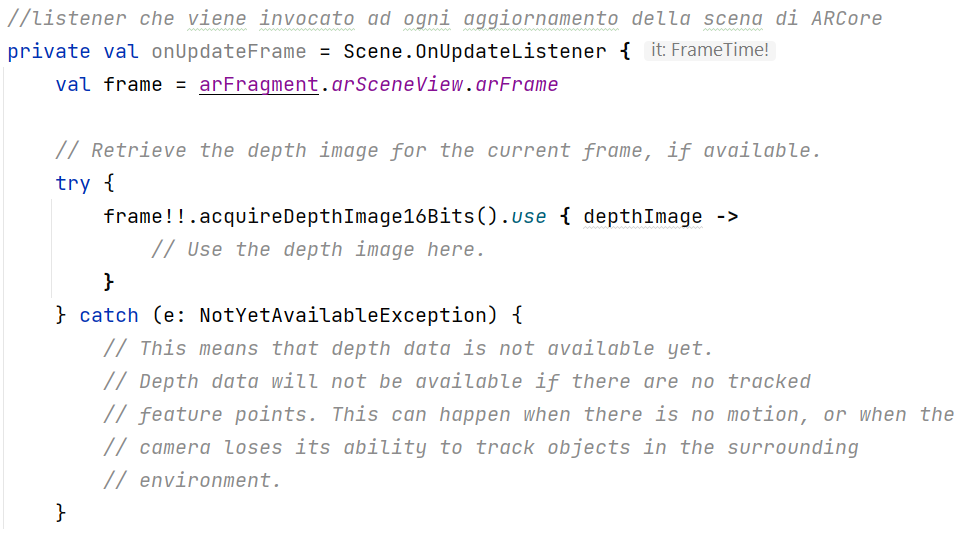 //listener che viene invocato ad ogni aggiornamento della scena di ARCore
private val onUpdateFrame = Scene.OnUpdateListener { it: FrameTime!
    val frame = arFragment.arSceneView.arFrame

    // Retrieve the depth image for the current frame, if available.
    try {
        frame!!.acquireDepthImage16Bits().use { depthImage ->
            // Use the depth image here.
        }
    } catch (e: NotYetAvailableException) {
        // This means that depth data is not available yet.
        // Depth data will not be available if there are no tracked
        // feature points. This can happen when there is no motion, or when the
        // camera loses its ability to track objects in the surrounding
        // environment.
    }